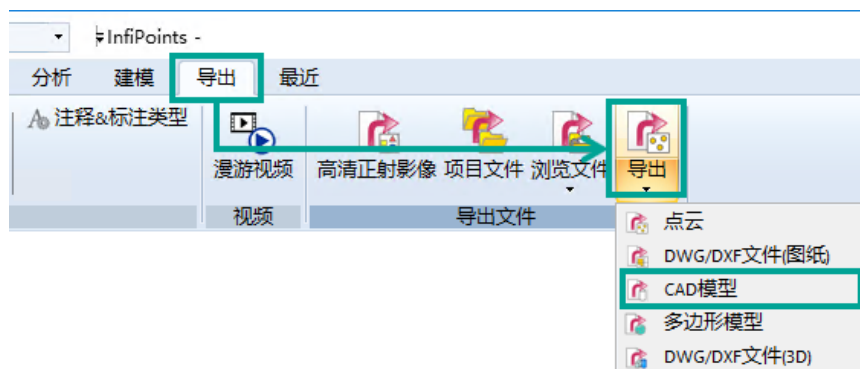 InfiPoints -
分析 建模 导出 最近
注释&标注类型
漫游视频 高清正射影像 项目文件 浏览文件 导出
视频 导出文件
点云
DWG/DXF文件(图纸)
CAD模型
多边形模型
DWG/DXF文件(3D)